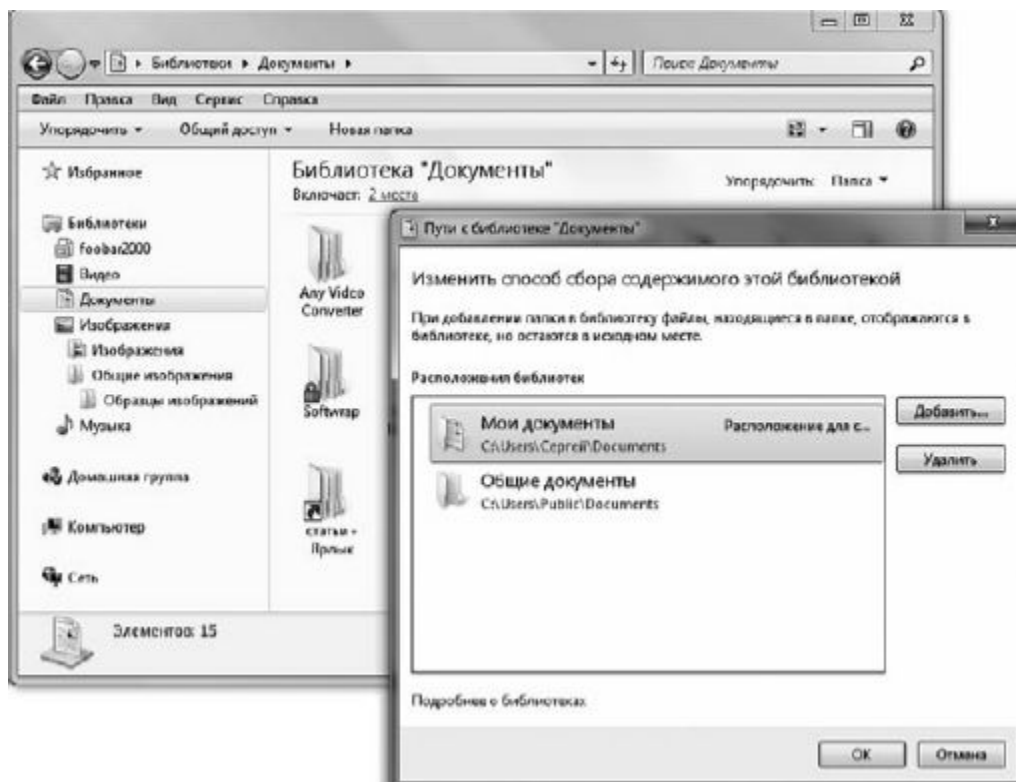 Библиотеки ▸ Документы ▸
Поиск: Документы
Файл Правка Вид Сервис Справка
Упорядочить ▾ Общий доступ ▾ Новая папка
Избранное
Библиотеки
foobar2000
Видео
Документы
Изображения
Изображения
Общие изображения
Образцы изображений
Музыка
Домашняя группа
Компьютер
Сеть
Библиотека "Документы"
Включает: 2 места
Упорядочить: Папка ▾
Any Video
Converter
Softwrap
статьи -
Ярлык
Элементов: 15
Пути к библиотеке "Документы"
Изменить способ сбора содержимого этой библиотекой
При добавлении папки в библиотеку файлы, находящиеся в папке, отображаются в
библиотеке, но остаются в исходном месте.
Расположения библиотек
Мои документы Расположение для с...
C:\Users\Сергей\Documents
Общие документы
C:\Users\Public\Documents
Добавить...
Удалить
Подробнее о библиотеках
ОК Отмена